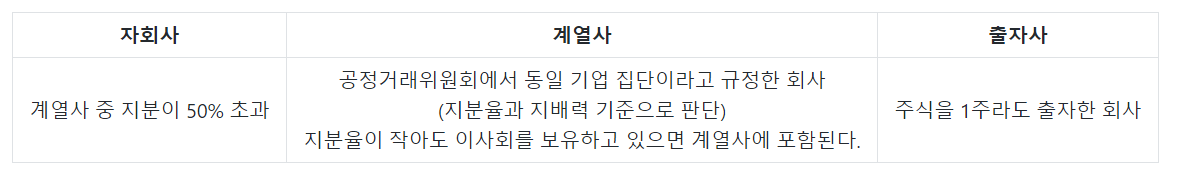 자회사
계열사
출자사
계열사 중 지분이 50% 초과
공정거래위원회에서 동일 기업 집단이라고 규정한 회사
(지분율과 지배력 기준으로 판단)
지분율이 작아도 이사회를 보유하고 있으면 계열사에 포함된다.
주식을 1주라도 출자한 회사